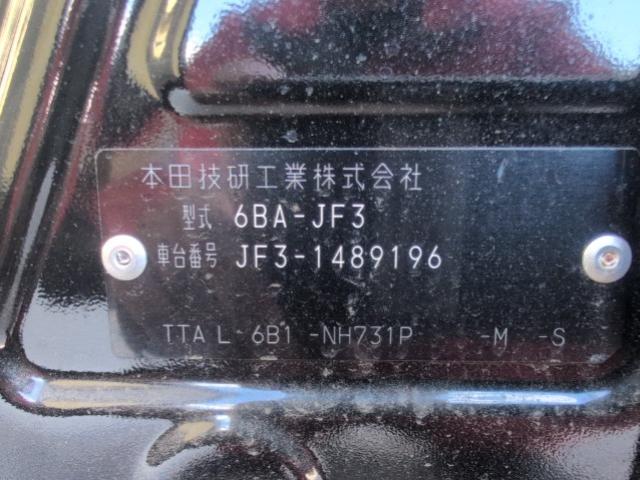 本田技研工業株式会社
型式 6BA-JF3
車台番号 JF3-1489196
TTA L- 6B1 -NH731P -M -S